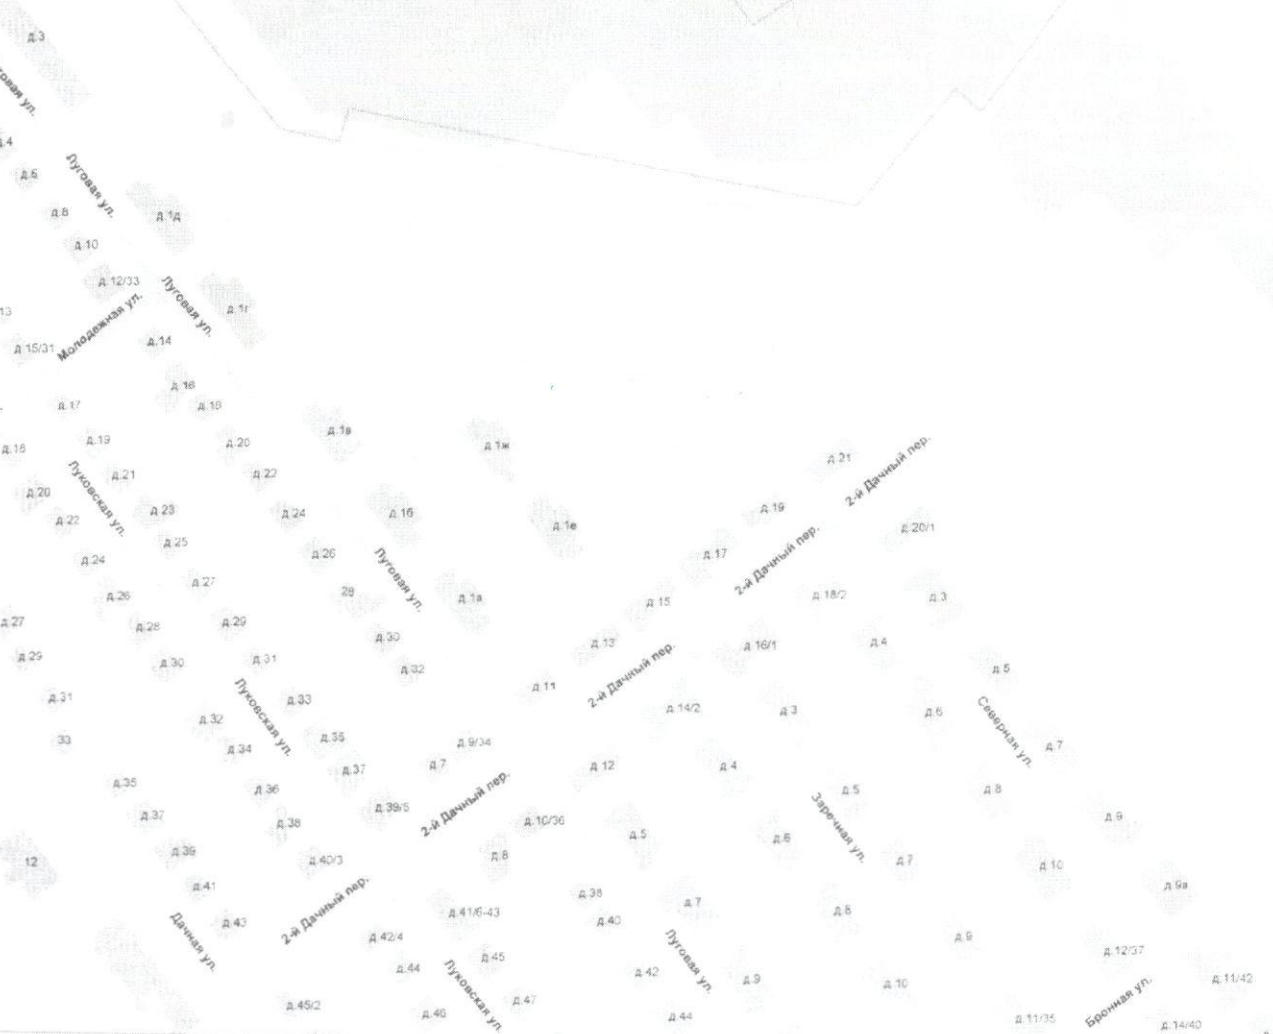 д.3
д.4
д.6
Луговая ул.
д.8
д.1д
д.10
д.12/33
Луговая ул.
д.1г
13
Молодежная ул.
д.14
д.15/31
д.16
д.17
д.18
д.1в
д.19
д.20
д.1ж
д.18
д.21
2-й Дачный пер.
д.21
д.22
Луковская ул.
д.20
д.23
д.24
д.1б
д.19
д.22
д.1е
д.20/1
д.25
д.26
д.17
2-й Дачный пер.
д.24
д.27
Луговая ул.
28
д.26
д.1а
д.15
д.18/2
д.3
д.27
д.28
д.29
д.30
д.13
д.16/1
д.4
д.29
д.30
д.31
д.32
2-й Дачный пер.
д.5
д.11
д.31
д.33
д.14/2
д.3
д.6
Северная ул.
д.32
Луковская ул.
33
д.34
д.35
д.9/34
д.7
д.37
д.7
д.12
д.4
д.35
д.36
д.5
д.8
д.37
д.38
д.39/5
2-й Дачный пер.
д.10/36
д.5
д.6
Заречная ул.
д.9
д.39
12
д.40/3
д.8
д.7
д.10
д.41
д.38
д.9а
д.43
2-й Дачный пер.
д.41/6-43
д.40
д.7
д.8
Дачная ул.
д.42/4
д.9
д.12/37
д.44
д.45
д.42
Луговая ул.
д.9
д.10
д.11/42
д.45/2
д.46
Луковская ул.
д.47
д.44
д.11/35
Бронная ул.
д.14/40